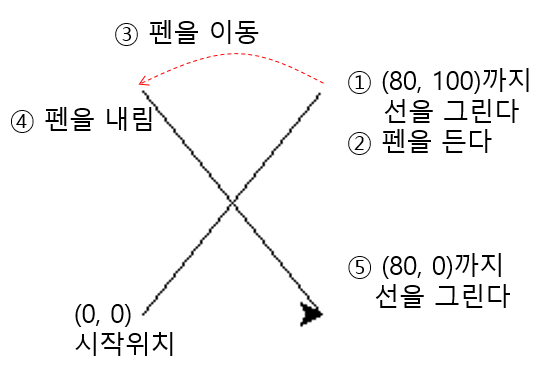 ③ 펜을 이동
① (80, 100)까지
선을 그린다
② 펜을 든다
④ 펜을 내림
⑤ (80, 0)까지
선을 그린다
(0, 0)
시작위치